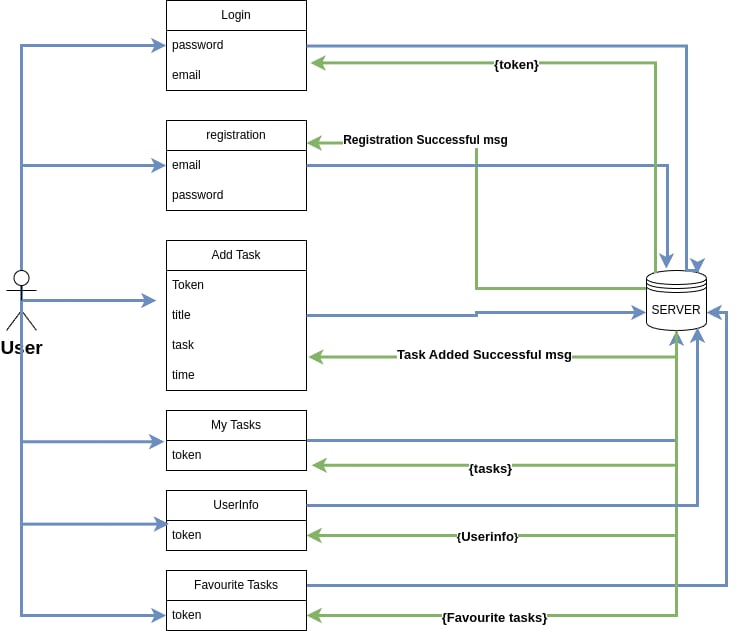 Login
password
email
{token}
registration
Registration Successful msg
email
password
Add Task
Token
title
task
time
SERVER
User
Task Added Successful msg
My Tasks
token
{tasks}
UserInfo
token
{Userinfo}
Favourite Tasks
token
{Favourite tasks}